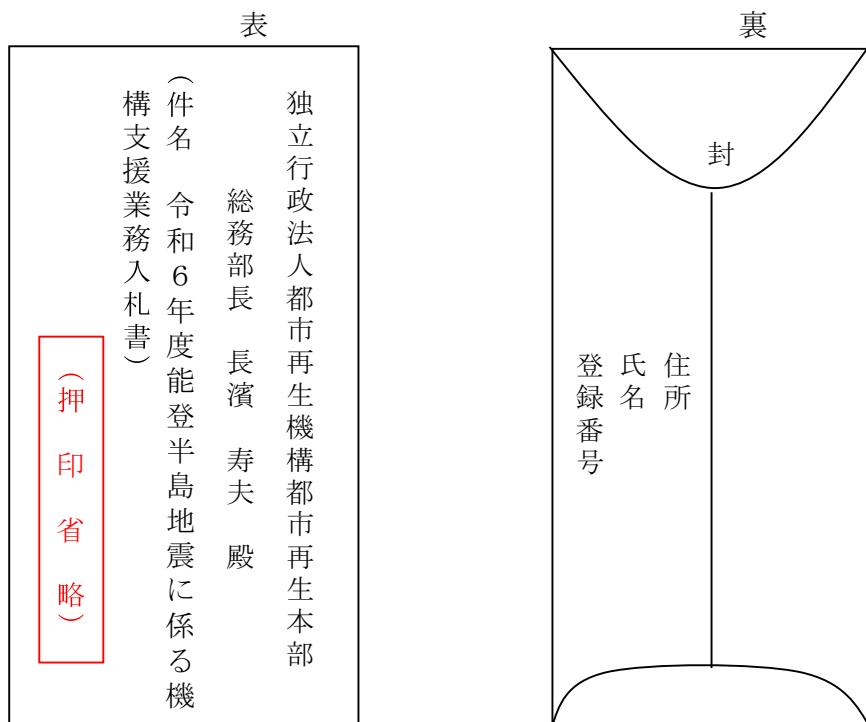 表
独立行政法人都市再生機構都市再生本部
総務部長 長濱 寿夫 殿
(件名 令和6年度能登半島地震に係る機
構支援業務入札書)
(押印省略)
裏
封
住所
氏名
登録番号